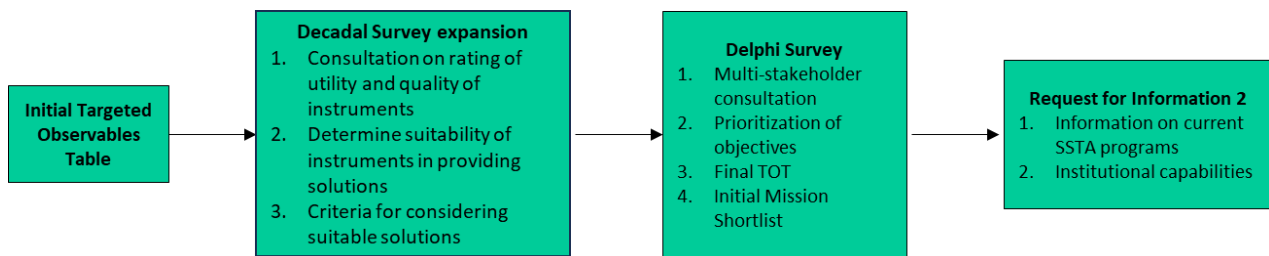 Initial Targeted
Observables
Table
Decadal Survey expansion
1. Consultation on rating of
utility and quality of
instruments
2. Determine suitability of
instruments in providing
solutions
3. Criteria for considering
suitable solutions
Delphi Survey
1. Multi-stakeholder
consultation
2. Prioritization of
objectives
3. Final TOT
4. Initial Mission
Shortlist
Request for Information 2
1. Information on current
SSTA programs
2. Institutional capabilities